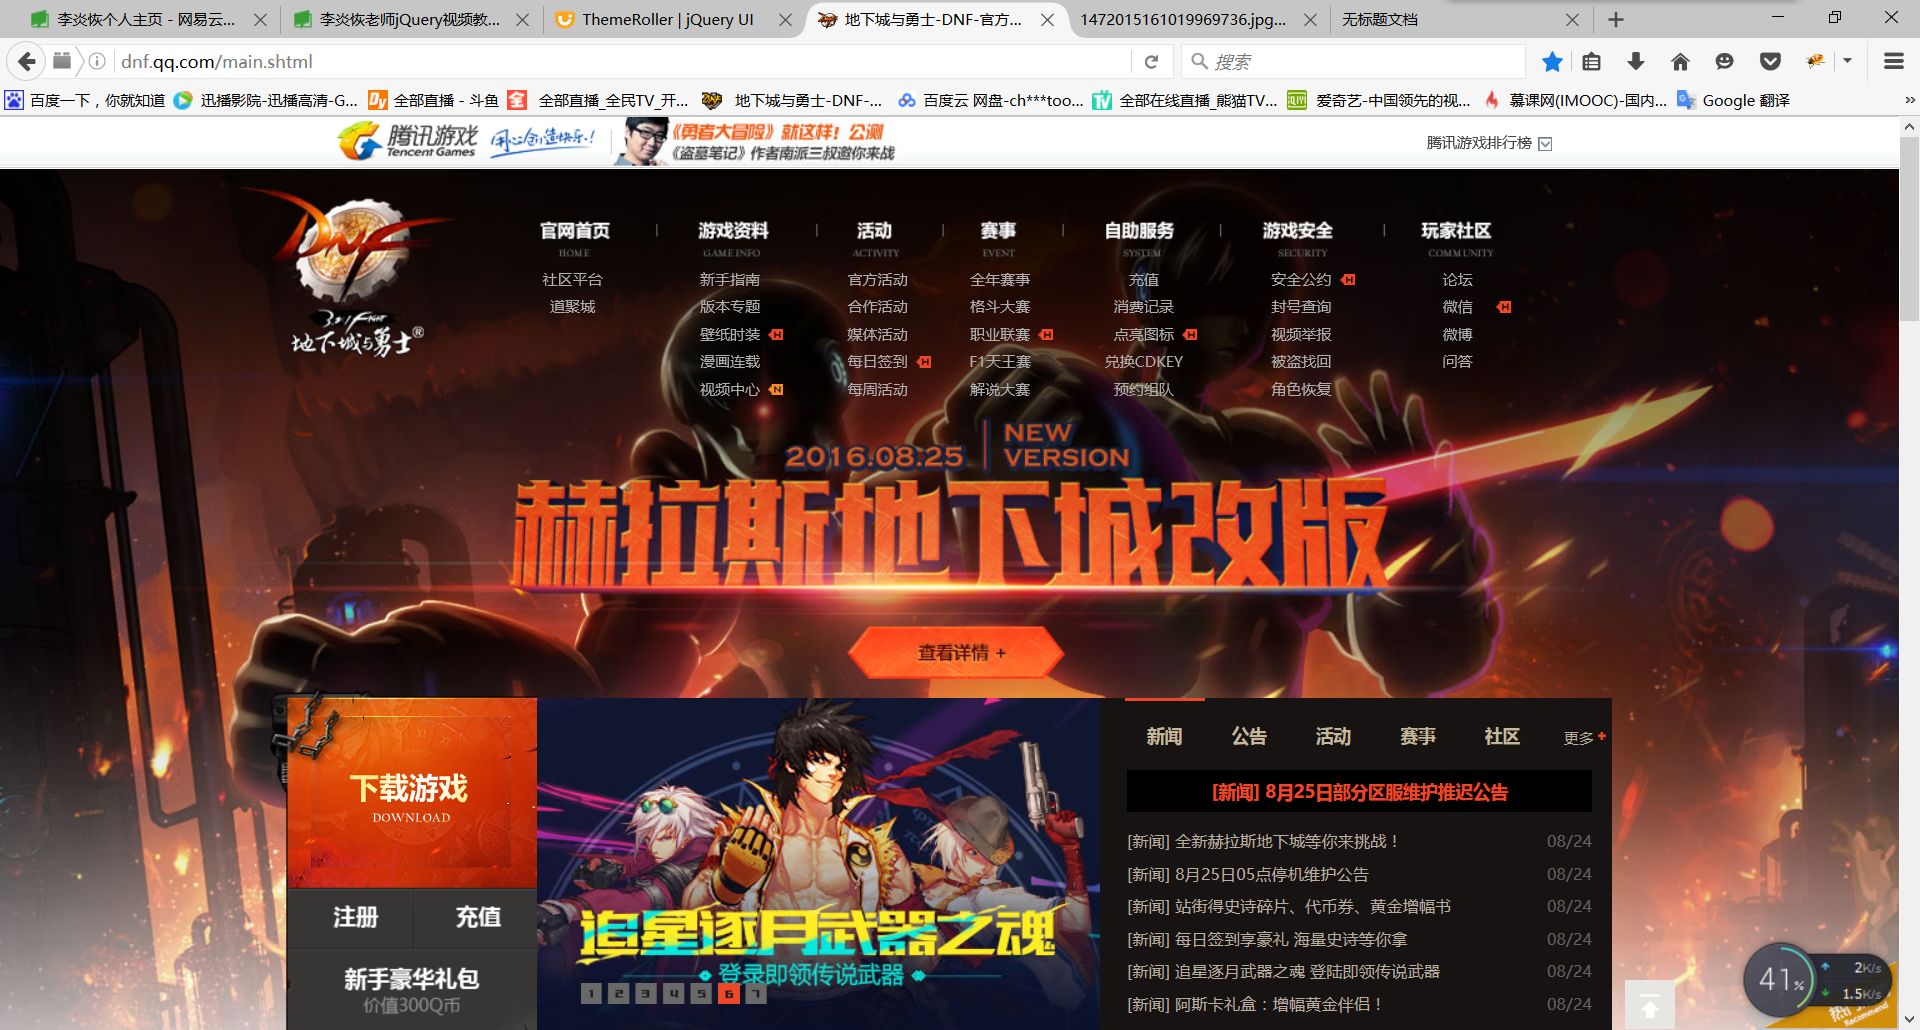 李炎恢个人主页 - 网易云...
李炎恢老师jQuery视频教...
ThemeRoller | jQuery UI
地下城与勇士-DNF-官方...
1472015161019969736.jpg...
无标题文档
dnf.qq.com/main.shtml
搜索
百度一下，你就知道
迅播影院-迅播高清-G...
全部直播 - 斗鱼
全部直播_全民TV_开...
地下城与勇士-DNF-...
百度云 网盘-ch***too...
全部在线直播_熊猫TV...
爱奇艺-中国领先的视...
慕课网(IMOOC)-国内...
Google 翻译
腾讯游戏
Tencent Games
用心创造快乐!
《勇者大冒险》就这样！公测
《盗墓笔记》作者南派三叔邀你来战
腾讯游戏排行榜
DNF
地下城与勇士®
官网首页
HOME
社区平台
道聚城
游戏资料
GAME INFO
新手指南
版本专题
壁纸时装 H
漫画连载
视频中心 N
活动
ACTIVITY
官方活动
合作活动
媒体活动
每日签到 H
每周活动
赛事
EVENT
全年赛事
格斗大赛
职业联赛 H
F1天王赛
解说大赛
自助服务
SYSTEM
充值
消费记录
点亮图标 H
兑换CDKEY
预约组队
游戏安全
SECURITY
安全公约 H
封号查询
视频举报
被盗找回
角色恢复
玩家社区
COMMUNITY
论坛
微信 H
微博
问答
2016.08.25
NEW
VERSION
赫拉斯地下城改版
查看详情 +
下载游戏
DOWNLOAD
注册
充值
新手豪华礼包
价值300Q币
追星逐月武器之魂
登录即领传说武器
1 2 3 4 5 6 7
新闻 公告 活动 赛事 社区 更多+
[新闻] 8月25日部分区服维护推迟公告
[新闻] 全新赫拉斯地下城等你来挑战！ 08/24
[新闻] 8月25日05点停机维护公告 08/24
[新闻] 站街得史诗碎片、代币券、黄金增幅书 08/24
[新闻] 每日签到享豪礼 海量史诗等你拿 08/24
[新闻] 追星逐月武器之魂 登陆即领传说武器 08/24
[新闻] 阿斯卡礼盒：增幅黄金伴侣！ 08/24
41%
2K/s
1.5K/s
Recommend